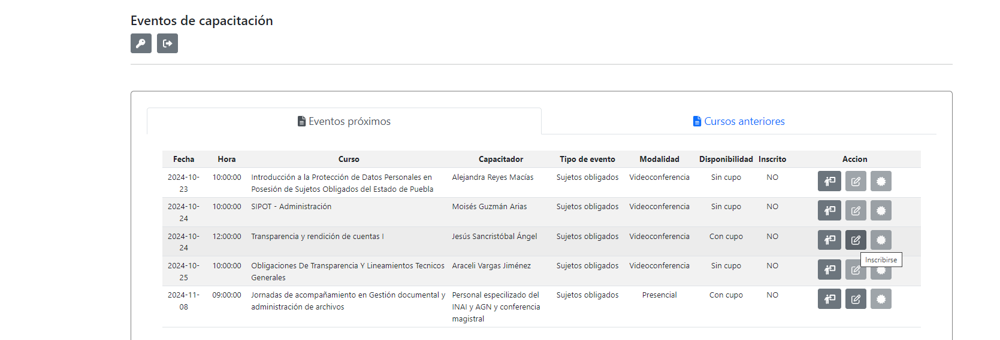 Eventos de capacitación
Eventos próximos
Cursos anteriores
Fecha Hora Curso Capacitador Tipo de evento Modalidad Disponibilidad Inscrito Accion
2024-10- 10:00:00 Introducción a la Protección de Datos Personales en Alejandra Reyes Macías Sujetos obligados Videoconferencia Sin cupo NO
23 Posesión de Sujetos Obligados del Estado de Puebla
2024-10- 10:00:00 SIPOT - Administración Moisés Guzmán Arias Sujetos obligados Videoconferencia Sin cupo NO
24
2024-10- 12:00:00 Transparencia y rendición de cuentas I Jesús Sancristóbal Ángel Sujetos obligados Videoconferencia Con cupo NO
24
Inscribirse
2024-10- 10:00:00 Obligaciones De Transparencia Y Lineamientos Tecnicos Araceli Vargas Jiménez Sujetos obligados Videoconferencia Sin cupo NO
25 Generales
2024-11- 09:00:00 Jornadas de acompañamiento en Gestión documental y Personal especilizado del Sujetos obligados Presencial Con cupo NO
08 administración de archivos INAI y AGN y conferencia
magistral